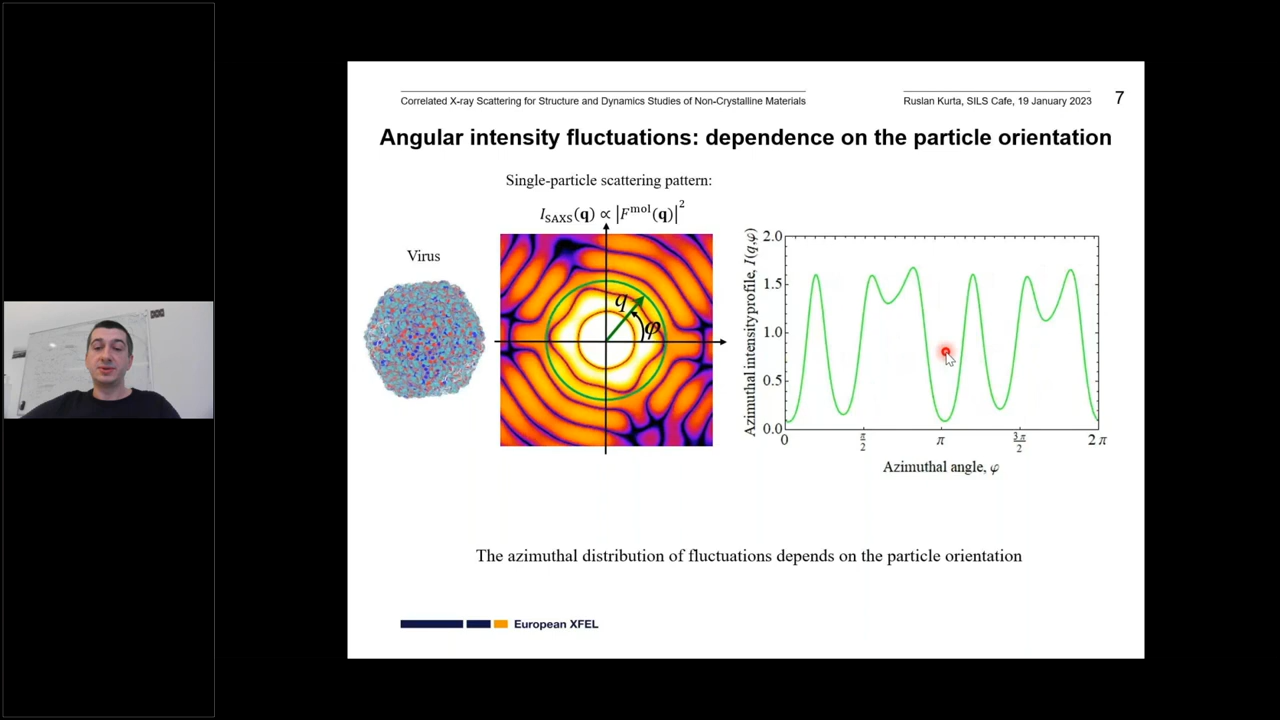 Correlated X-ray Scattering for Structure and Dynamics Studies of Non-Crystalline Materials
Ruslan Kurta, SILS Cafe, 19 January 2023
7
Angular intensity fluctuations: dependence on the particle orientation
Single-particle scattering pattern:
I_SAXS(𝐪) ∝ |F^mol(𝐪)|^2
Virus
q
φ
Azimuthal intensity profile, I(q,φ)
2.0
1.5
1.0
0.5
0.0
0
π/2
π
3π/2
2π
Azimuthal angle, φ
The azimuthal distribution of fluctuations depends on the particle orientation
European XFEL